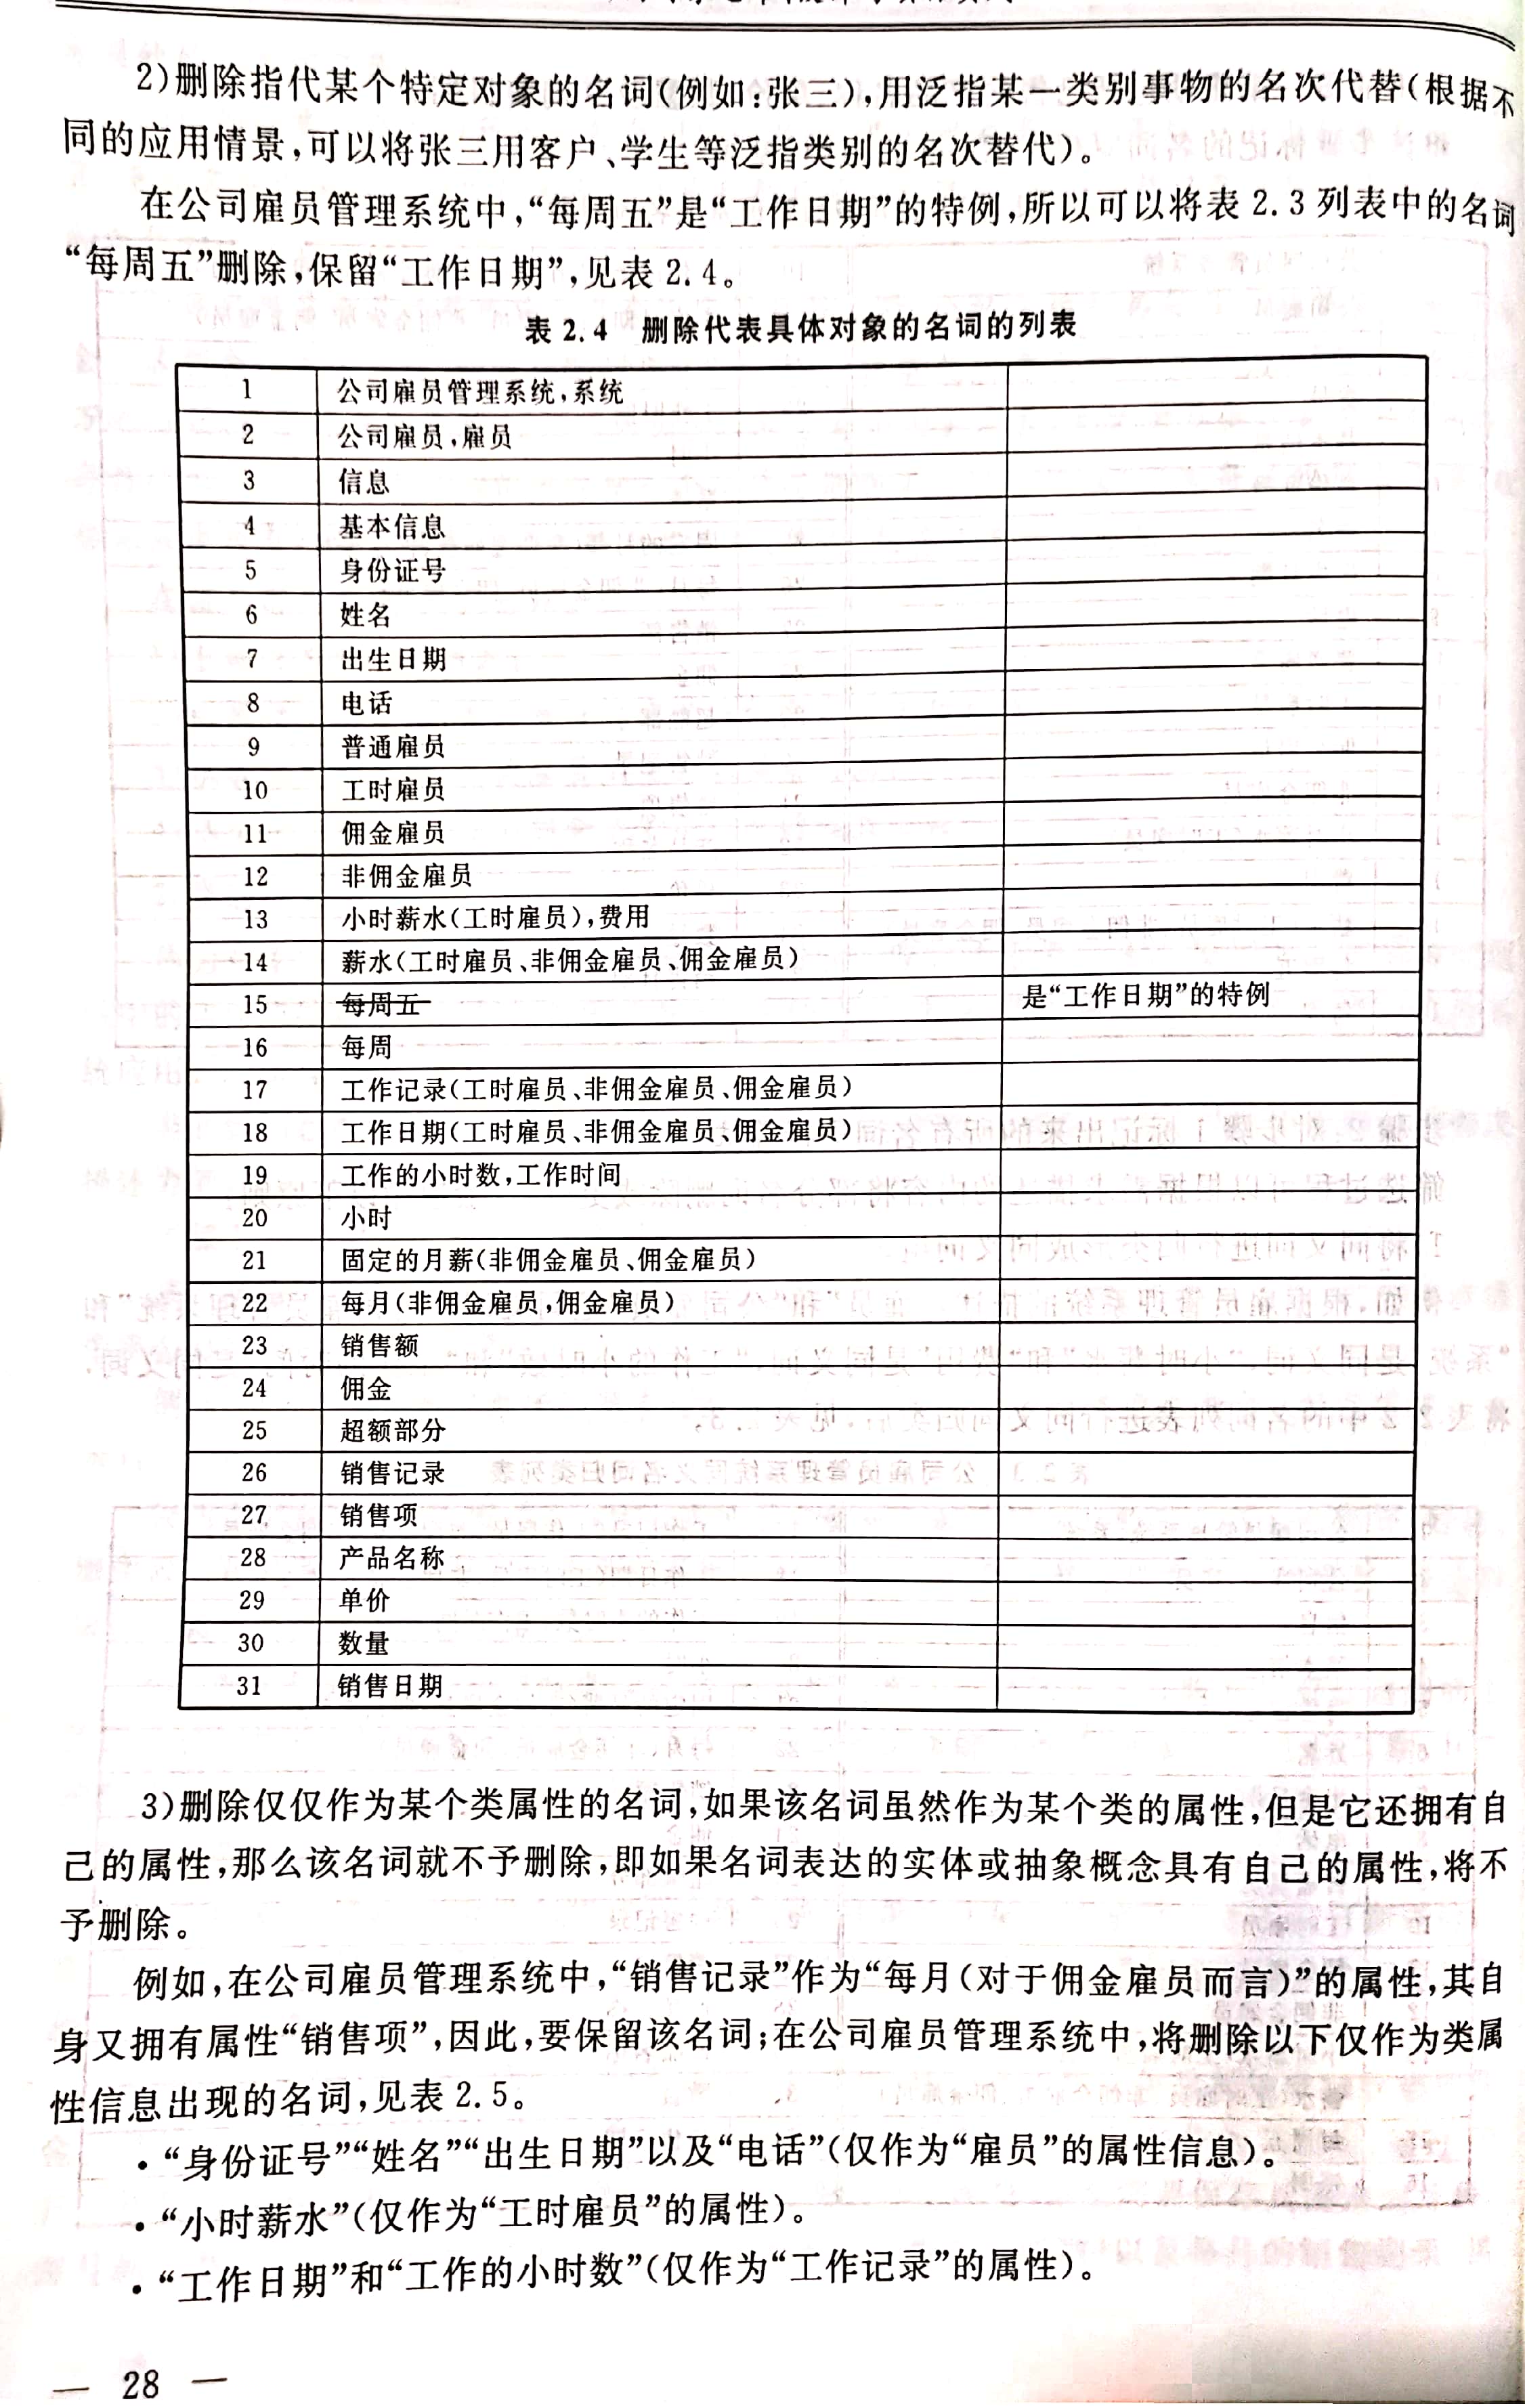 2)删除指代某个特定对象的名词(例如:张三),用泛指某一类别事物的名次代替(根据不
同的应用情景,可以将张三用客户、学生等泛指类别的名次替代)。
在公司雇员管理系统中,“每周五”是“工作日期”的特例,所以可以将表 2.3 列表中的名词
“每周五”删除,保留“工作日期”,见表 2.4。
表 2.4 删除代表具体对象的名词的列表
1 公司雇员管理系统,系统
2 公司雇员,雇员
3 信息
4 基本信息
5 身份证号
6 姓名
7 出生日期
8 电话
9 普通雇员
10 工时雇员
11 佣金雇员
12 非佣金雇员
13 小时薪水(工时雇员),费用
14 薪水(工时雇员、非佣金雇员、佣金雇员)
15 每周五 是“工作日期”的特例
16 每周
17 工作记录(工时雇员、非佣金雇员、佣金雇员)
18 工作日期(工时雇员、非佣金雇员、佣金雇员)
19 工作的小时数,工作时间
20 小时
21 固定的月薪(非佣金雇员、佣金雇员)
22 每月(非佣金雇员,佣金雇员)
23 销售额
24 佣金
25 超额部分
26 销售记录
27 销售项
28 产品名称
29 单价
30 数量
31 销售日期
3)删除仅仅作为某个类属性的名词,如果该名词虽然作为某个类的属性,但是它还拥有自
己的属性,那么该名词就不予删除,即如果名词表达的实体或抽象概念具有自己的属性,将不
予删除。
例如,在公司雇员管理系统中,“销售记录”作为“每月(对于佣金雇员而言)”的属性,其自
身又拥有属性“销售项”,因此,要保留该名词;在公司雇员管理系统中,将删除以下仅作为类属
性信息出现的名词,见表 2.5。
·“身份证号”“姓名”“出生日期”以及“电话”(仅作为“雇员”的属性信息)。
·“小时薪水”(仅作为“工时雇员”的属性)。
·“工作日期”和“工作的小时数”(仅作为“工作记录”的属性)。
— 28 —